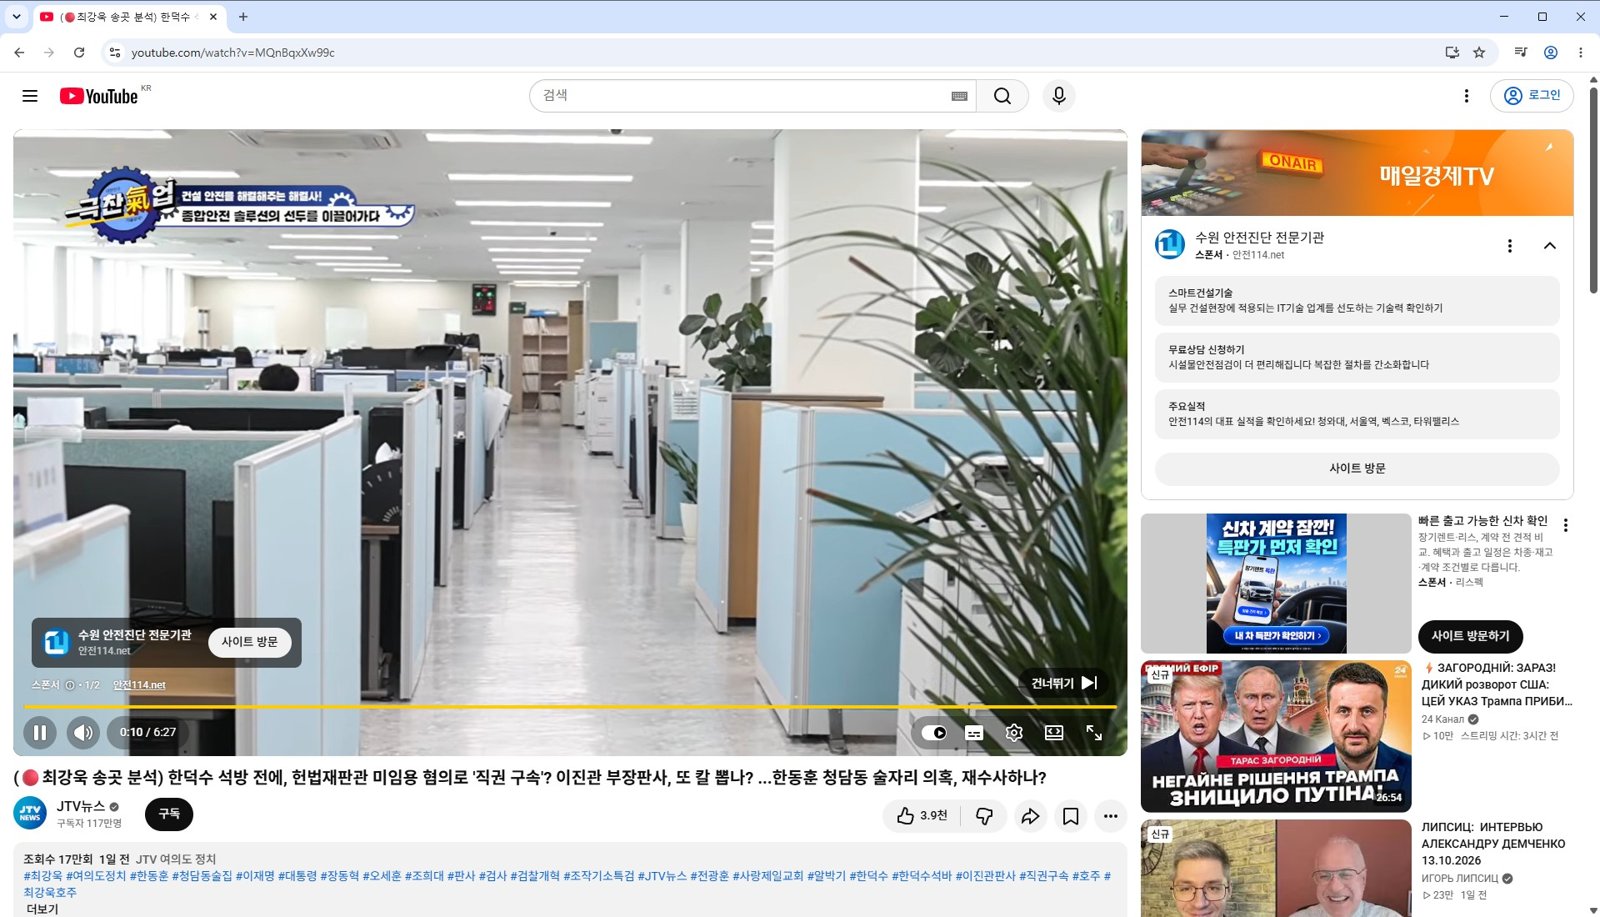 (🔴최강욱 송곳 분석) 한덕수
youtube.com/watch?v=MQnBqxXw99c
YouTube KR
검색
로그인
국찬氣업
건설 안전을 해결해주는 해결사!
종합안전 솔루션의 선두를 이끌어가다
수원 안전진단 전문기관
안전114.net
사이트 방문
스폰서 · 1/2 안전114.net
건너뛰기
0:10 / 6:27
(🔴최강욱 송곳 분석) 한덕수 석방 전에, 헌법재판관 미임용 혐의로 '직권 구속'? 이진관 부장판사, 또 칼 뽑나? ...한동훈 청담동 술자리 의혹, 재수사하나?
JTV NEWS
JTV뉴스
구독자 117만명
구독
3.9천
조회수 17만회 1일 전 JTV 여의도 정치
#최강욱 #여의도정치 #한동훈 #청담동술집 #이재명 #대통령 #장동혁 #오세훈 #조희대 #판사 #검사 #검찰개혁 #조작기소특검 #JTV뉴스 #전광훈 #사랑제일교회 #알박기 #한덕수 #한덕수석바 #이진관판사 #직권구속 #호주 #
최강욱호주
더보기
ON AIR
매일경제TV
수원 안전진단 전문기관
스폰서 · 안전114.net
스마트건설기술
실무 건설현장에 적용되는 IT기술 업계를 선도하는 기술력 확인하기
무료상담 신청하기
시설물안전점검이 더 편리해집니다 복잡한 절차를 간소화합니다
주요실적
안전114의 대표 실적을 확인하세요! 청와대, 서울역, 벡스코, 타워팰리스
사이트 방문
신차 계약 잠깐!
특판가 먼저 확인
장기렌트 특판
내 차 특판가 확인하기 >
빠른 출고 가능한 신차 확인
장기렌트·리스, 계약 전 견적 비
교. 혜택과 출고 일정은 차종·재고
·계약 조건별로 다릅니다.
스폰서 · 리스펙
사이트 방문하기
ПРЯМИЙ ЕФІР
신규
24
ТАРАС ЗАГОРОДНІЙ
НЕГАЙНЕ РІШЕННЯ ТРАМПА
ЗНИЩИЛО ПУТІНА!
26:54
⚡ЗАГОРОДНІЙ: ЗАРАЗ!
ДИКИЙ розворот США:
ЦЕЙ УКАЗ Трампа ПРИБИ...
24 Канал
10만 스트리밍 시간: 3시간 전
신규
ЛИПСИЦ: ИНТЕРВЬЮ
АЛЕКСАНДРУ ДЕМЧЕНКО
13.10.2026
ИГОРЬ ЛИПСИЦ
23만 1일 전